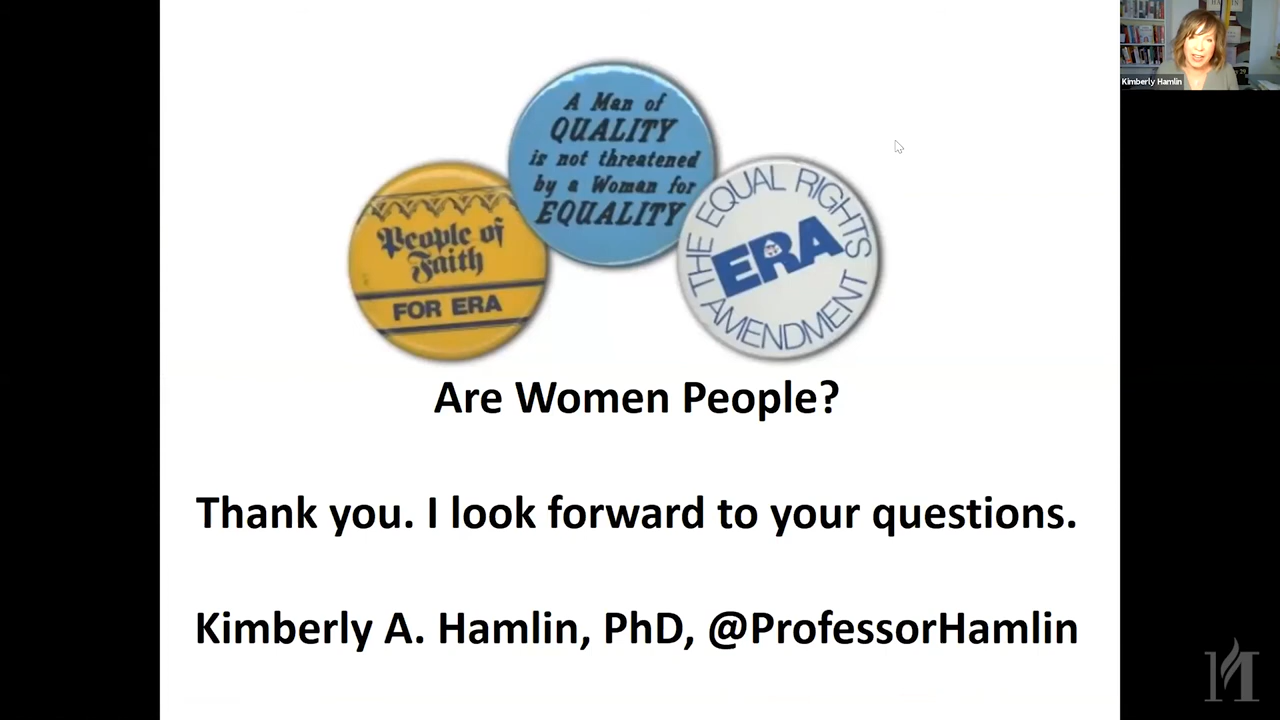 Kimberly Hamlin
A Man of
QUALITY
is not threatened
by a Woman for
EQUALITY
People of
Faith
FOR ERA
THE EQUAL RIGHTS
ERA
AMENDMENT
Are Women People?
Thank you. I look forward to your questions.
Kimberly A. Hamlin, PhD, @ProfessorHamlin